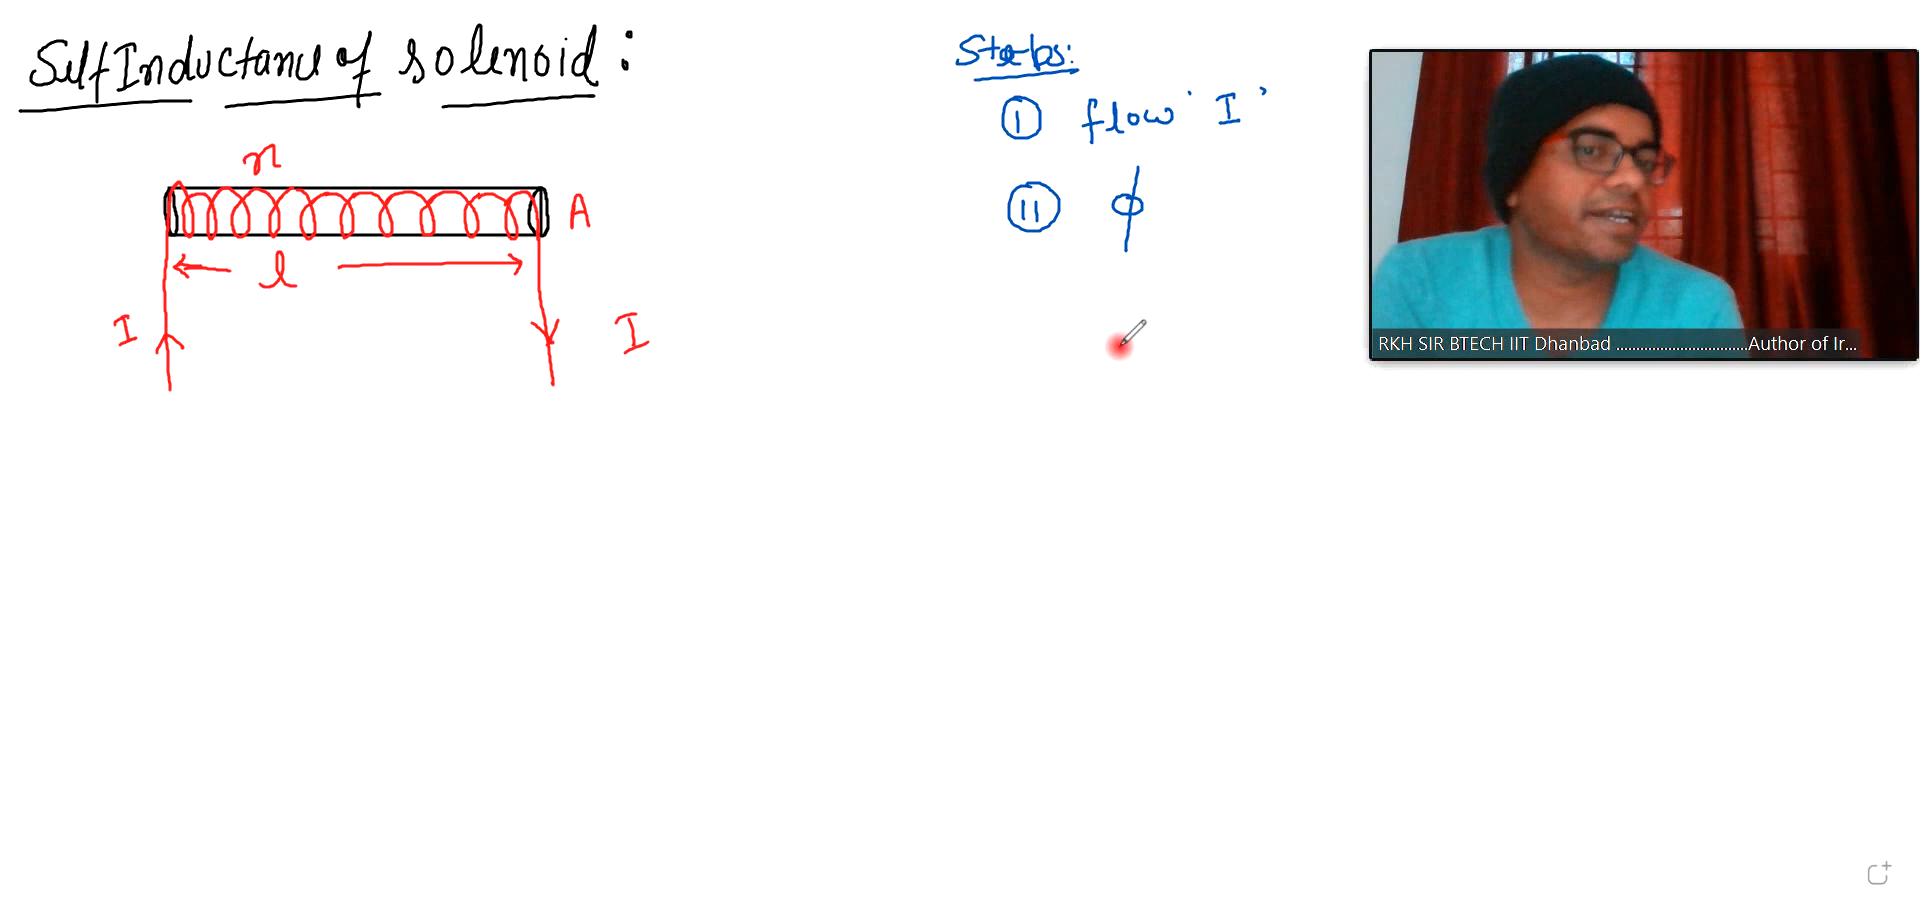 Self Inductance of solenoid :
n
A
l
I
I
Steps:
I flow 'I'
II ϕ
RKH SIR BTECH IIT Dhanbad ................................Author of Ir...